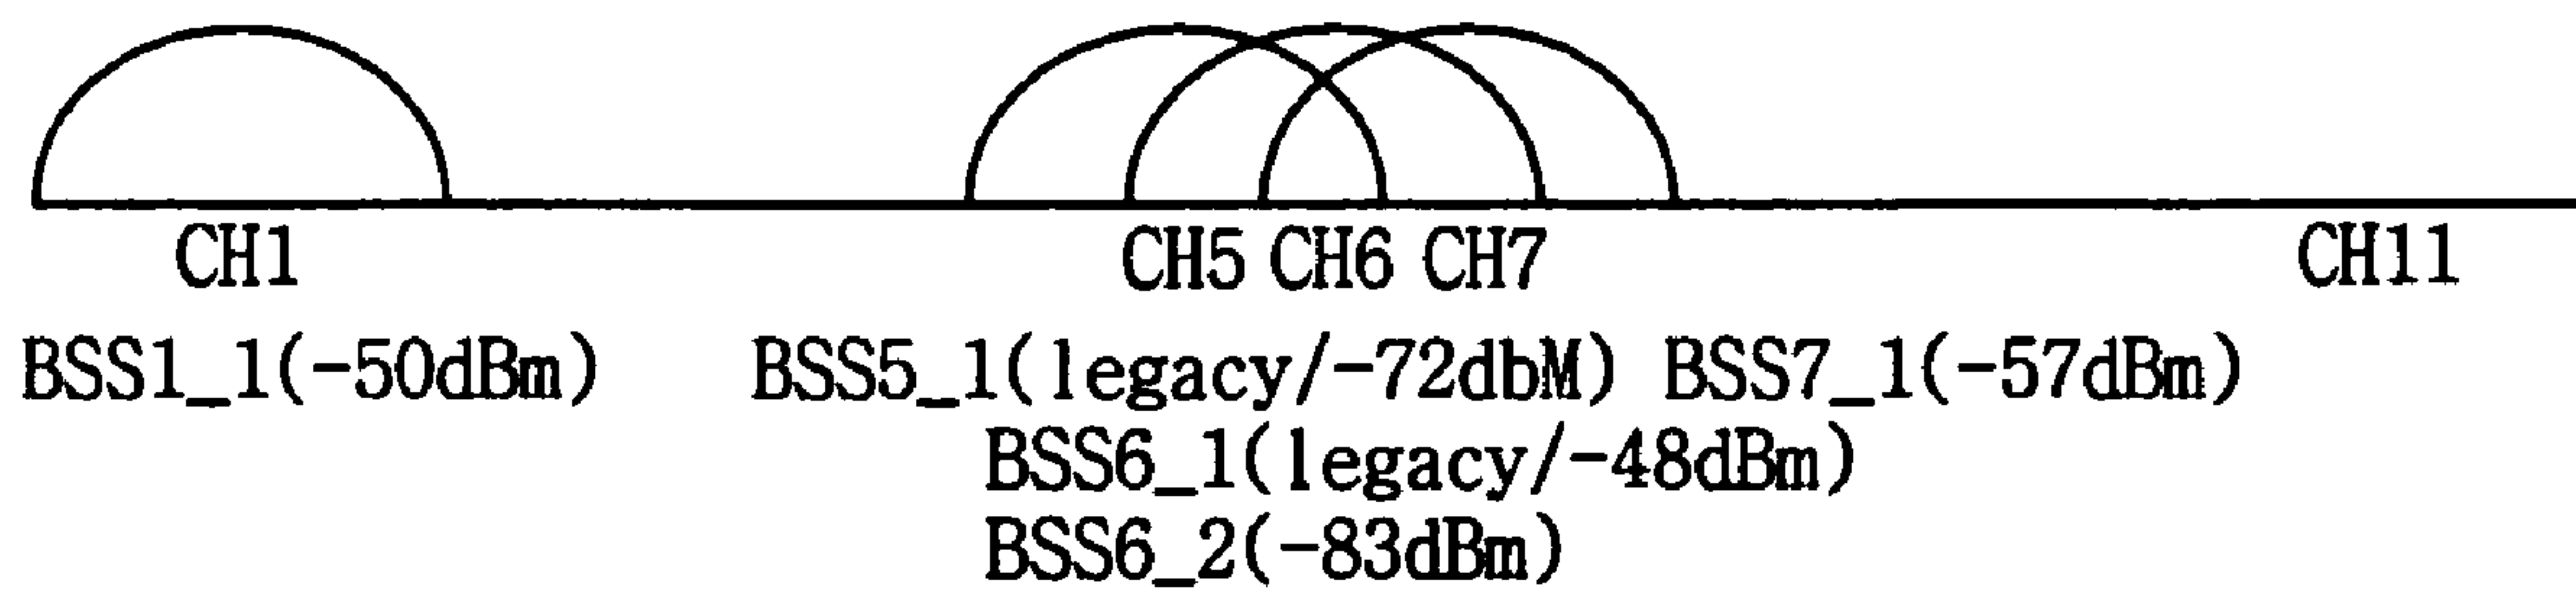 CH1 CH5 CH6 CH7 CH11
BSS1_1(-50dBm) BSS5_1(legacy/-72dbM) BSS7_1(-57dBm)
BSS6_1(legacy/-48dBm)
BSS6_2(-83dBm)